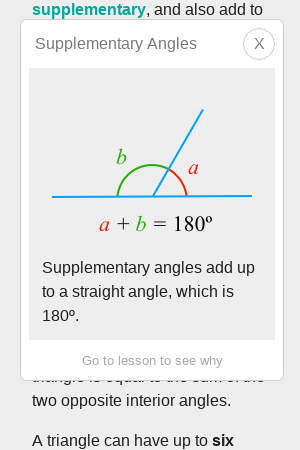 supplementary, and also add to
Supplementary Angles
X
b
a
a + b = 180º
Supplementary angles add up
to a straight angle, which is
180º.
Go to lesson to see why
triangle is equal to the sum of the
two opposite interior angles.
A triangle can have up to six